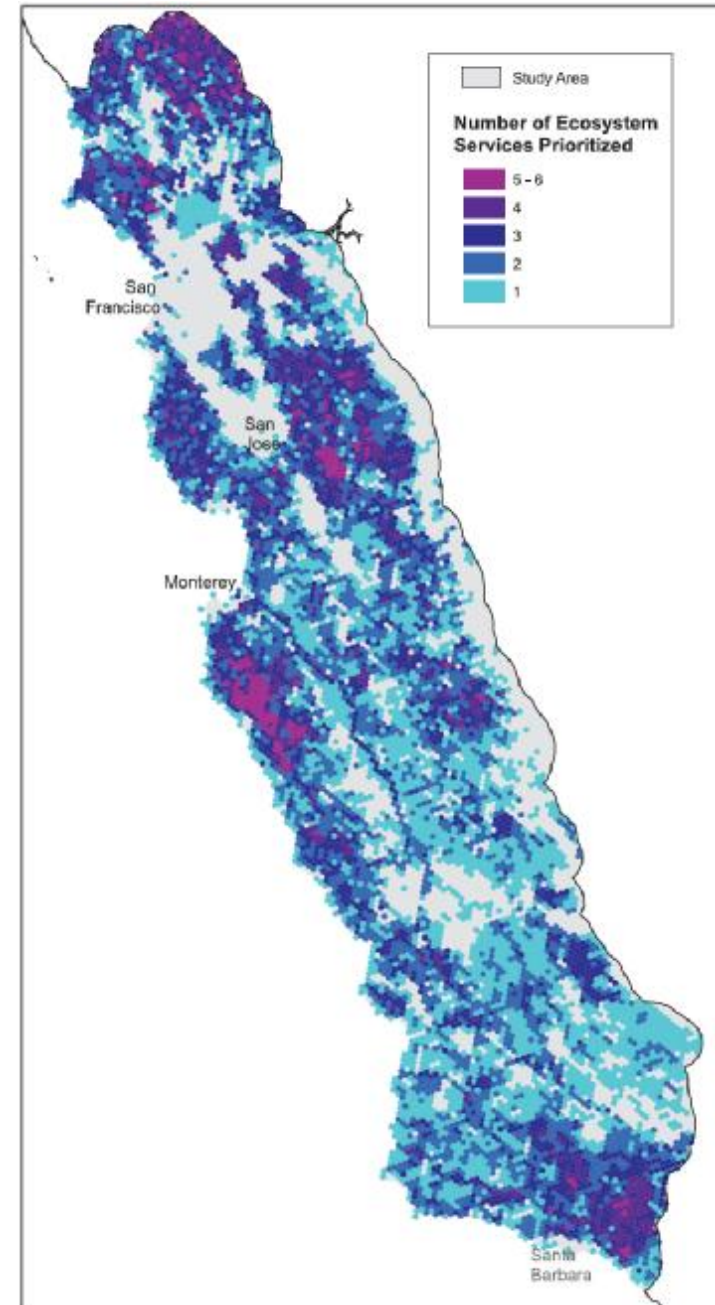 Study Area
Number of Ecosystem
Services Prioritized
5 - 6
4
3
2
1
San
Francisco
San
Jose
Monterey
Santa
Barbara